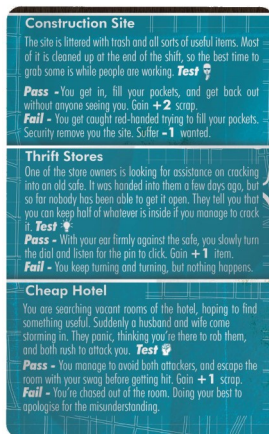 Construction Site
The site is littered with trash and all sorts of useful items. Most
of it is cleaned up at the end of the shift, so the best time to
grab some is while people are working. Test
Pass - You get in, fill your pockets, and get back out
without anyone seeing you. Gain +2 scrap.
Fail - You get caught red-handed trying to fill your pockets.
Security remove you the site. Suffer -1 wanted.
Thrift Stores
One of the store owners is looking for assistance on cracking
into an old safe. It was handed into them a few days ago, but
so far nobody has been able to get it open. They tell you that
you can keep half of whatever is inside if you manage to crack
it. Test
Pass - With your ear firmly against the safe, you slowly turn
the dial and listen for the pin to click. Gain +1 item.
Fail - You keep turning and turning, but nothing happens.
Cheap Hotel
You are searching vacant rooms of the hotel, hoping to find
something useful. Suddenly a husband and wife come
storming in. They panic, thinking you're there to rob them,
and both rush to attack you. Test
Pass - You manage to avoid both attackers, and escape the
room with your swag before getting hit. Gain +1 scrap.
Fail - You're chased out of the room. Doing your best to
apologise for the misunderstanding.